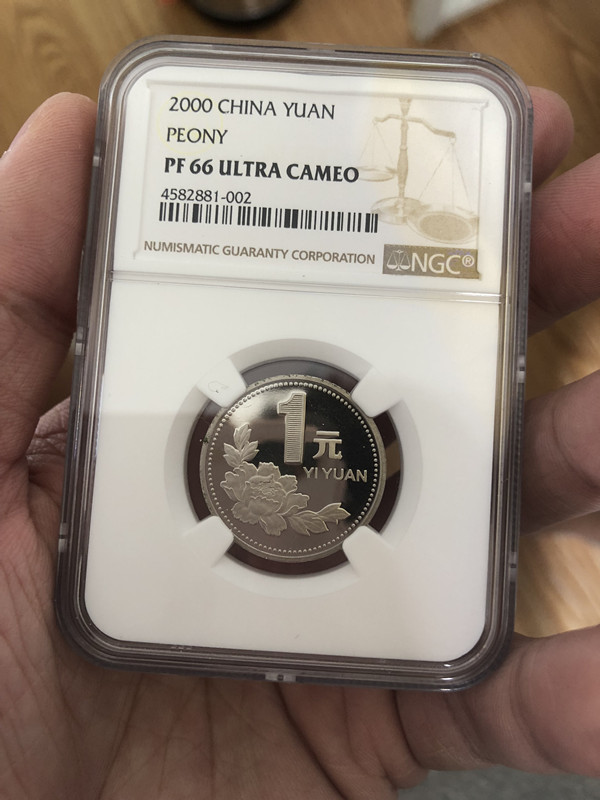 2000 CHINA YUAN
PEONY
PF 66 ULTRA CAMEO
4582881-002
NUMISMATIC GUARANTY CORPORATION
NGC®
1元
YI YUAN